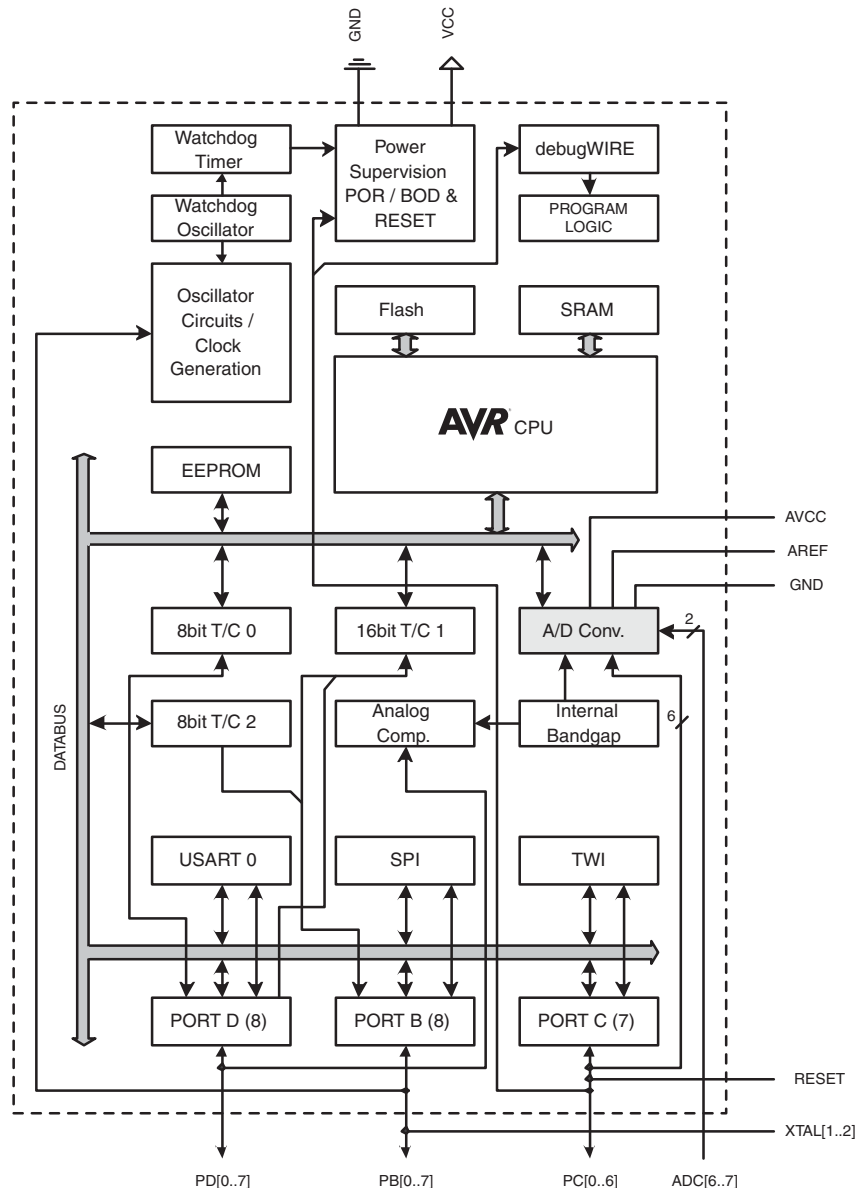 GND
VCC
Watchdog
Timer
Power
Supervision
POR / BOD &
RESET
debugWIRE
Watchdog
Oscillator
PROGRAM
LOGIC
Oscillator
Circuits /
Clock
Generation
Flash
SRAM
AVR CPU
EEPROM
AVCC
AREF
GND
8bit T/C 0
16bit T/C 1
A/D Conv.
2
DATABUS
8bit T/C 2
Analog
Comp.
Internal
Bandgap
6
USART 0
SPI
TWI
PORT D (8)
PORT B (8)
PORT C (7)
RESET
XTAL[1..2]
PD[0..7]
PB[0..7]
PC[0..6]
ADC[6..7]